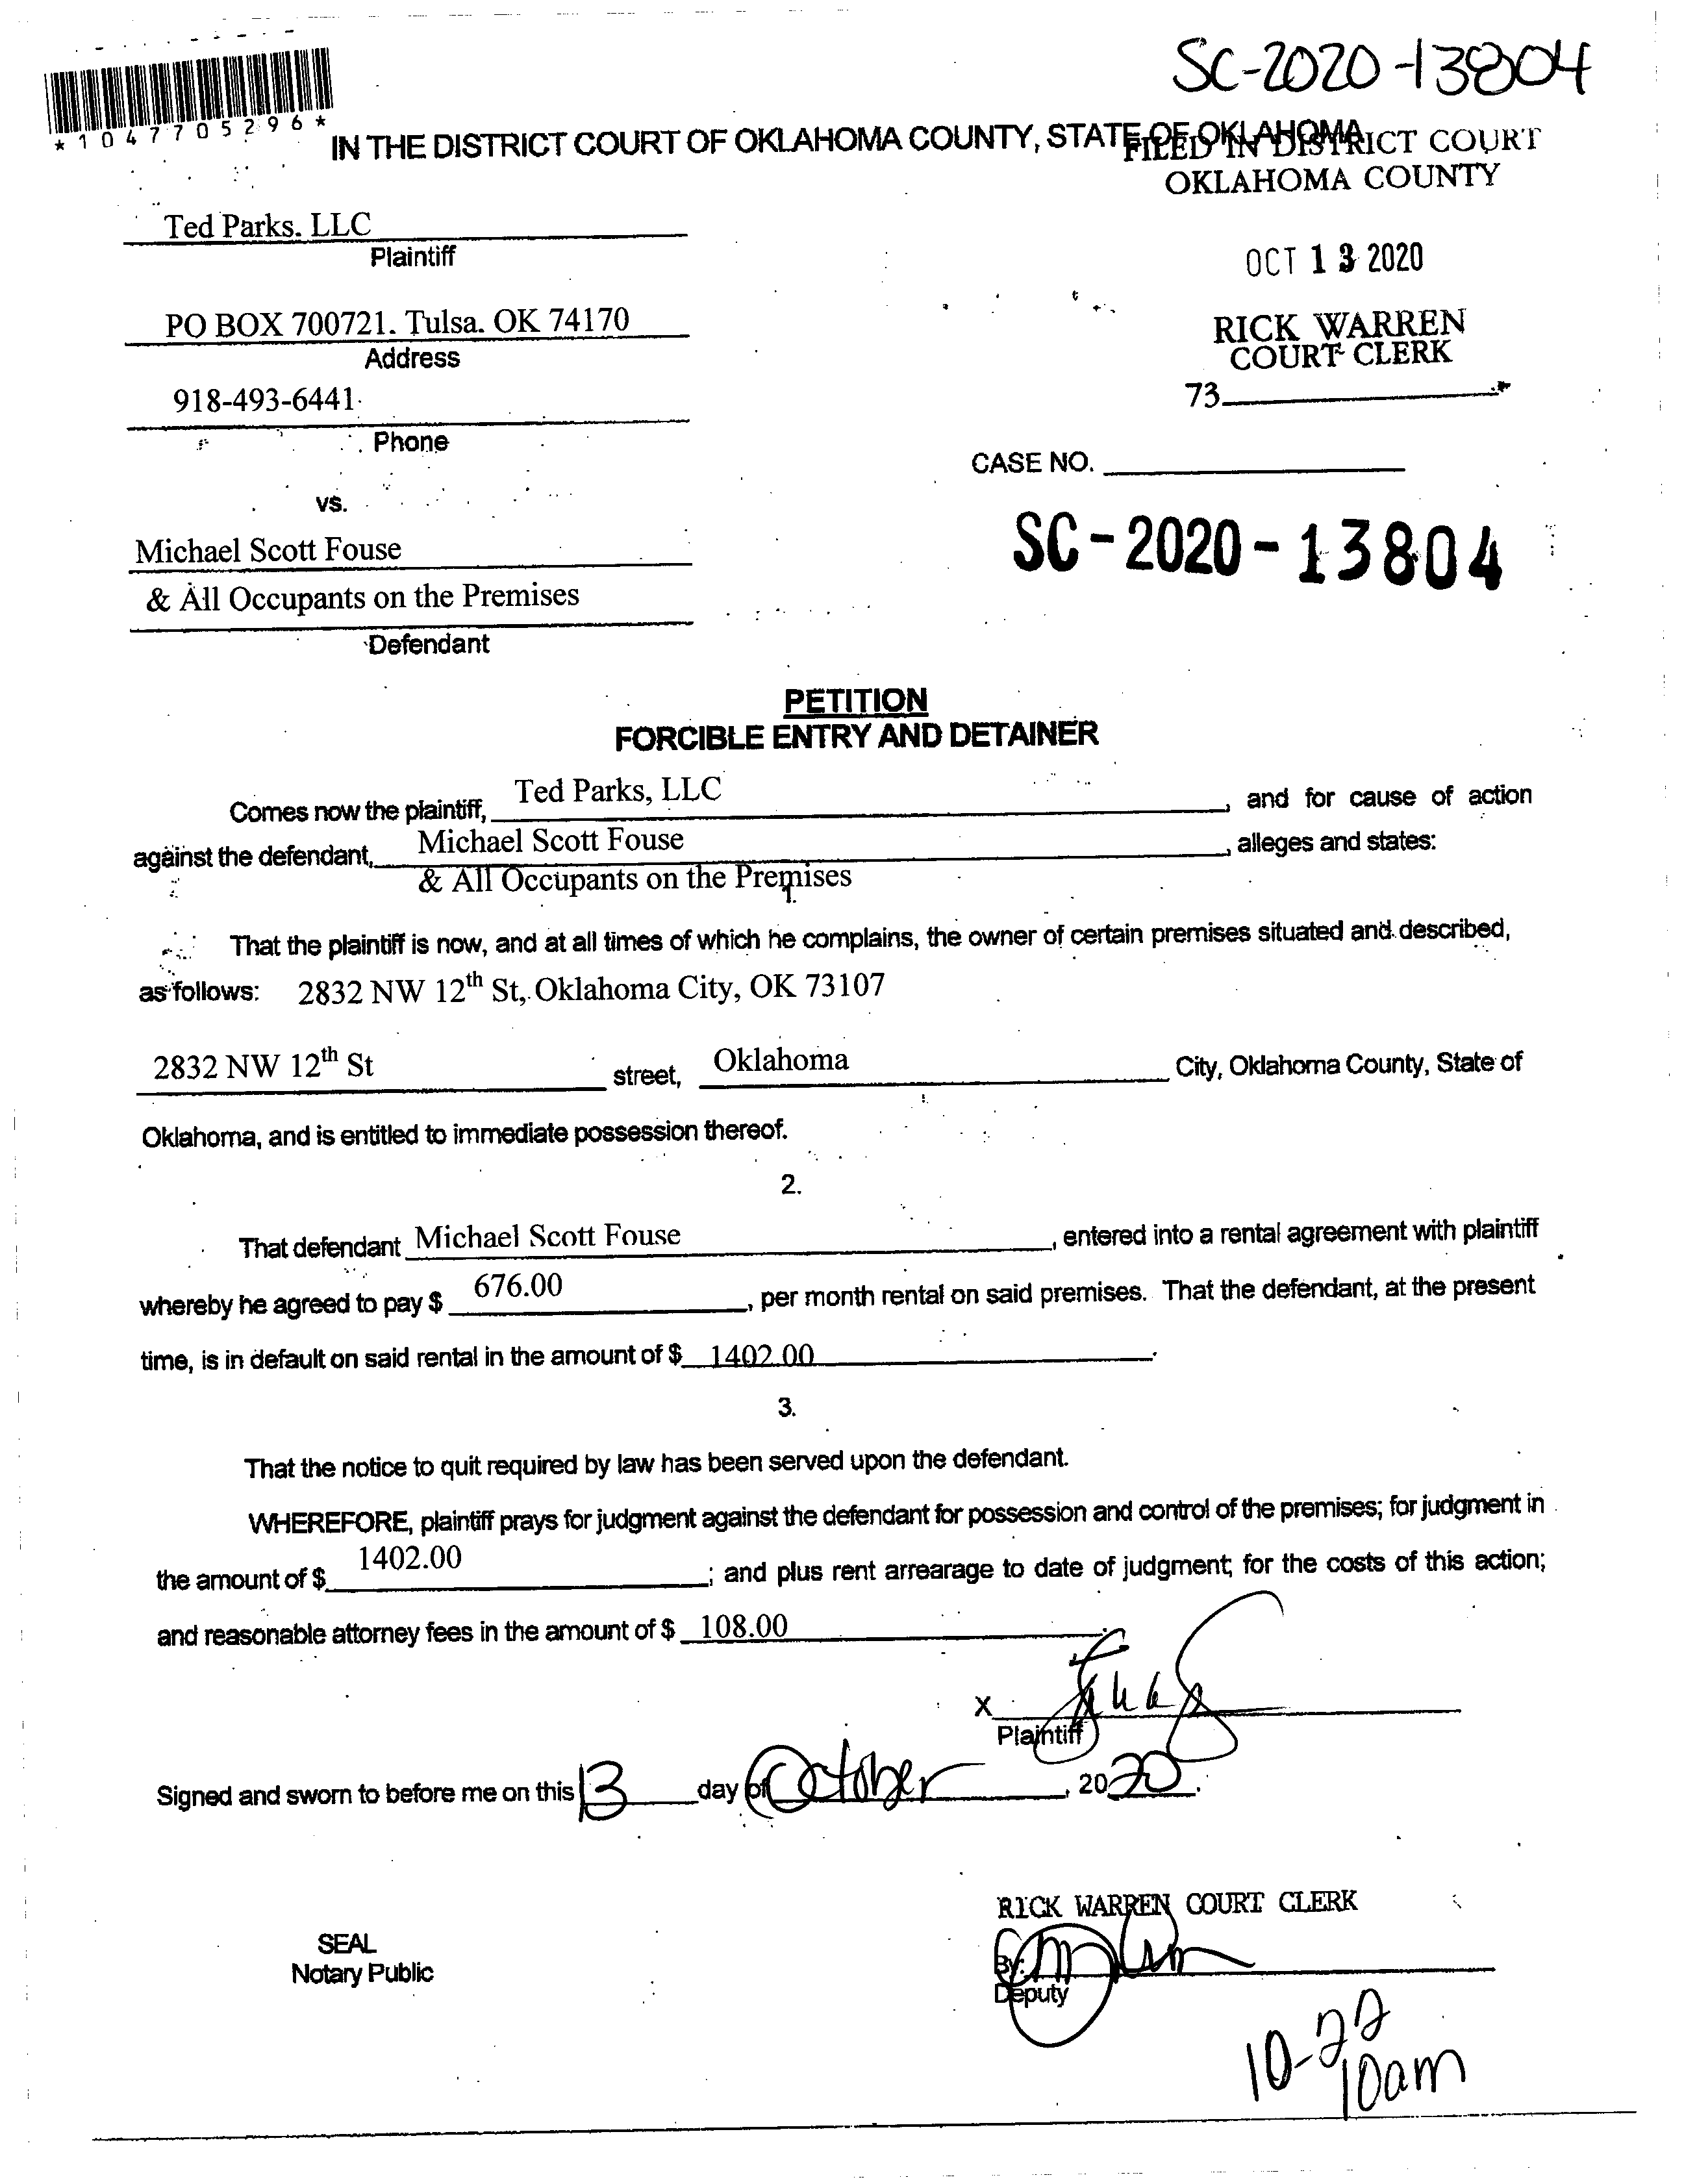 SC-2020-13804
*1047705296*
IN THE DISTRICT COURT OF OKLAHOMA COUNTY, STATE OF OKLAHOMA
FILED IN DISTRICT COURT
OKLAHOMA COUNTY
Ted Parks. LLC
Plaintiff
OCT 13 2020
PO BOX 700721. Tulsa. OK 74170
Address
RICK WARREN
COURT CLERK
918-493-6441
73
Phone
CASE NO.
vs.
SC-2020-13804
Michael Scott Fouse
& All Occupants on the Premises
Defendant
PETITION
FORCIBLE ENTRY AND DETAINER
Comes now the plaintiff, Ted Parks, LLC, and for cause of action
against the defendant, Michael Scott Fouse, alleges and states:
& All Occupants on the Premises
1.
That the plaintiff is now, and at all times of which he complains, the owner of certain premises situated and described,
as follows: 2832 NW 12th St, Oklahoma City, OK 73107
2832 NW 12th St street, Oklahoma City, Oklahoma County, State of
Oklahoma, and is entitled to immediate possession thereof.
2.
That defendant Michael Scott Fouse, entered into a rental agreement with plaintiff
whereby he agreed to pay $ 676.00, per month rental on said premises. That the defendant, at the present
time, is in default on said rental in the amount of $ 1402.00.
3.
That the notice to quit required by law has been served upon the defendant.
WHEREFORE, plaintiff prays for judgment against the defendant for possession and control of the premises; for judgment in
the amount of $ 1402.00; and plus rent arrearage to date of judgment; for the costs of this action;
and reasonable attorney fees in the amount of $ 108.00.
X
Plaintiff
Signed and sworn to before me on this 13 day of October, 2020.
RICK WARREN COURT CLERK
SEAL
Notary Public
By:
Deputy
10-22
10am